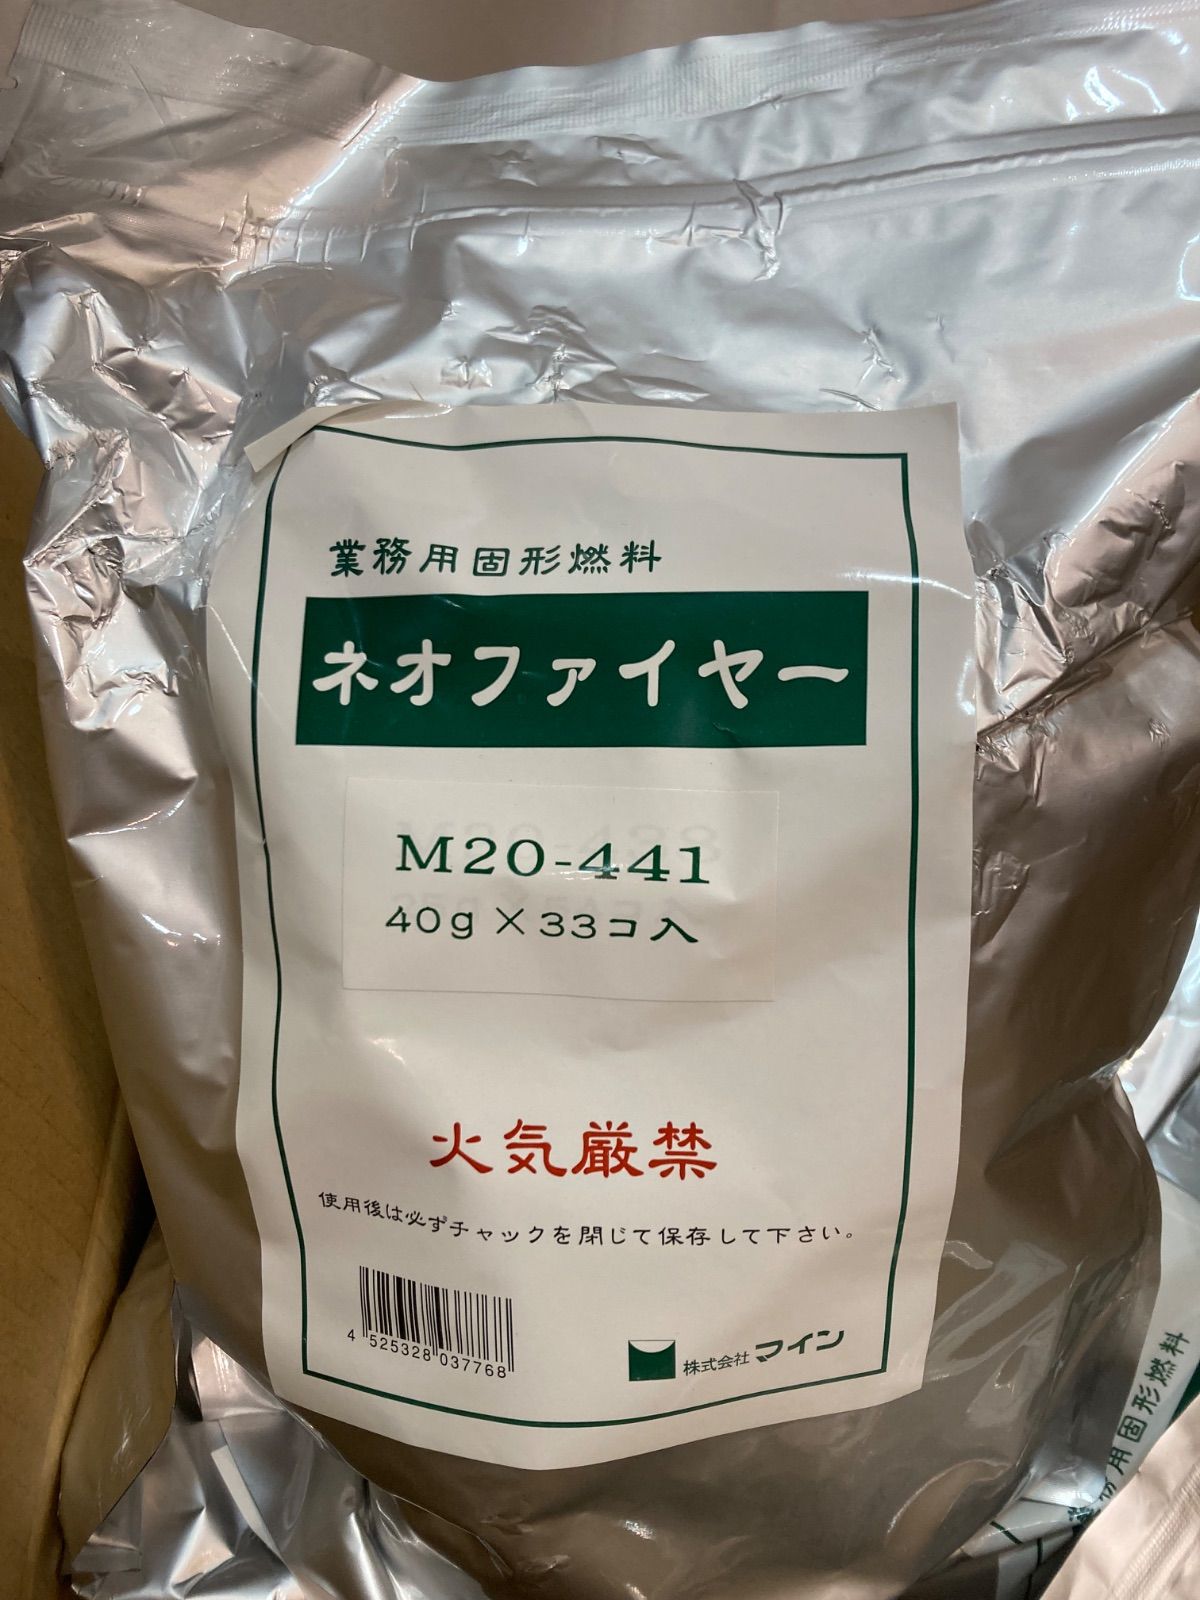 業務用固形燃料
ネオファイヤー
M20-441
40g×33コ入
火気厳禁
使用後は必ずチャックを閉じて保存して下さい。
4 525328 037768
株式会社マイン
業務用固形燃料